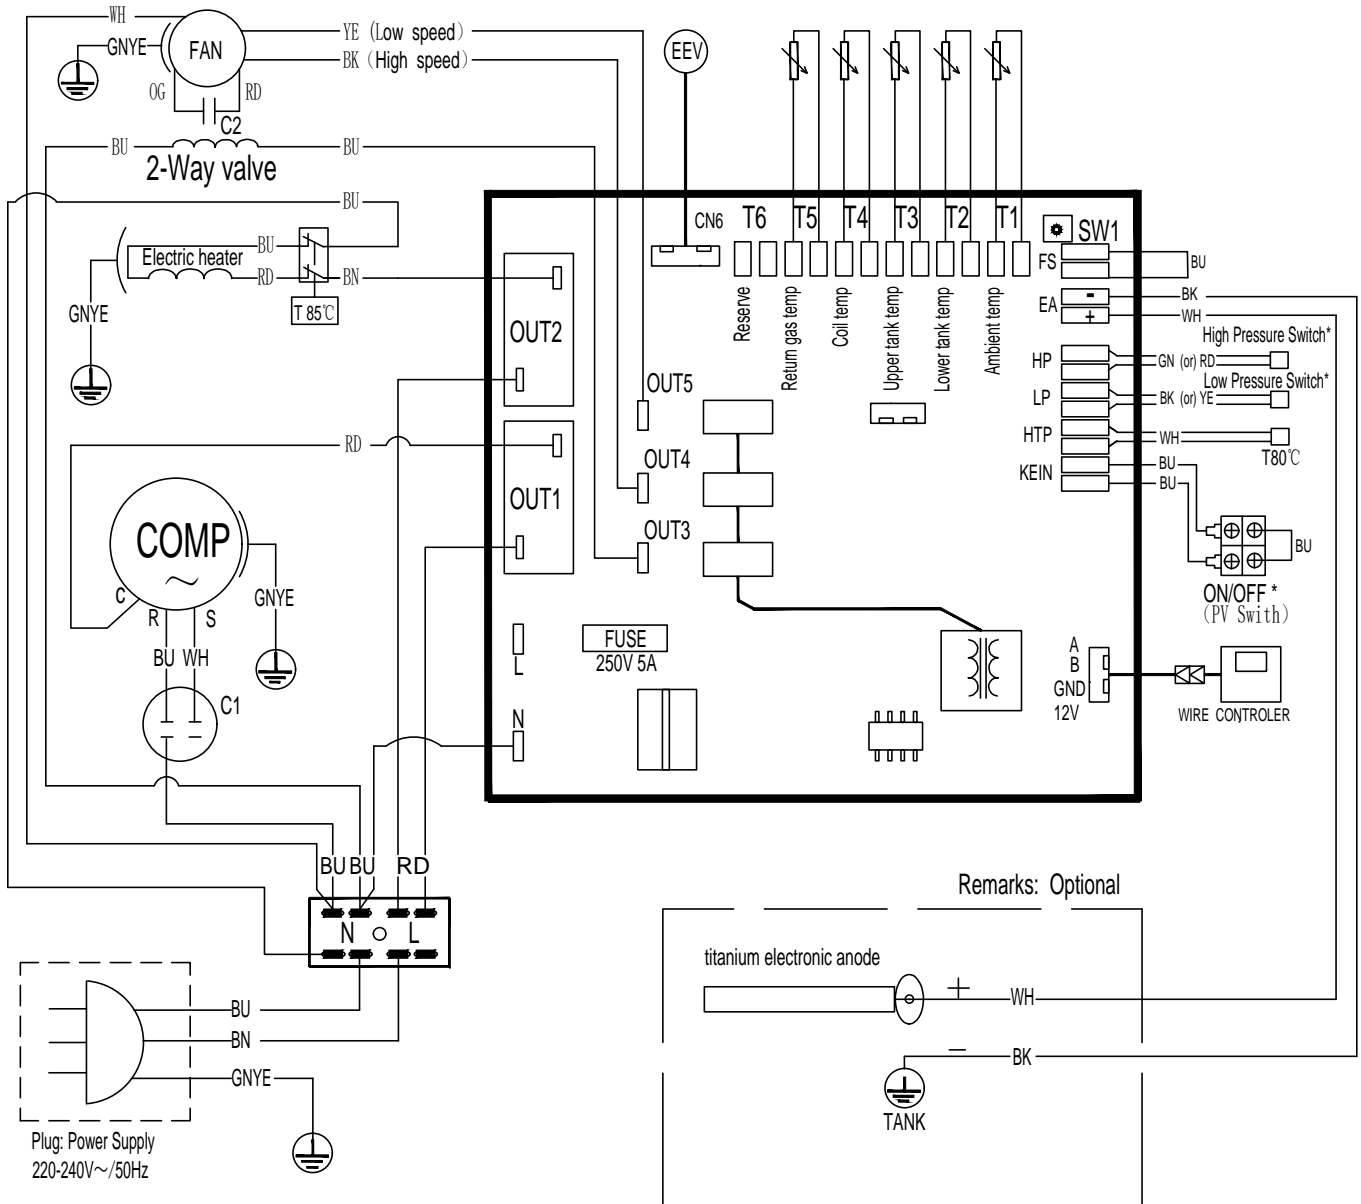 WH
GNYE
FAN
YE (Low speed)
BK (High speed)
OG
RD
C2
EEV
BU
2-Way valve
BU
BU
BU
Electric heater
RD
BN
T 85℃
GNYE
CN6
T6
T5
T4
T3
T2
T1
Reserve
Return gas temp
Coil temp
Upper tank temp
Lower tank temp
Ambient temp
SW1
FS
BU
EA
-
BK
+
WH
High Pressure Switch*
HP
GN (or) RD
Low Pressure Switch*
LP
BK (or) YE
HTP
WH
T80℃
KEIN
BU
BU
BU
ON/OFF *
(PV Swith)
OUT2
OUT5
OUT4
OUT3
OUT1
RD
COMP
～
C
R
S
GNYE
BU
WH
C1
L
N
FUSE
250V 5A
A
B
GND
12V
WIRE CONTROLER
BU
BU
RD
N
L
BU
BN
GNYE
Plug: Power Supply
220-240V～/50Hz
Remarks: Optional
titanium electronic anode
+
WH
—
BK
TANK